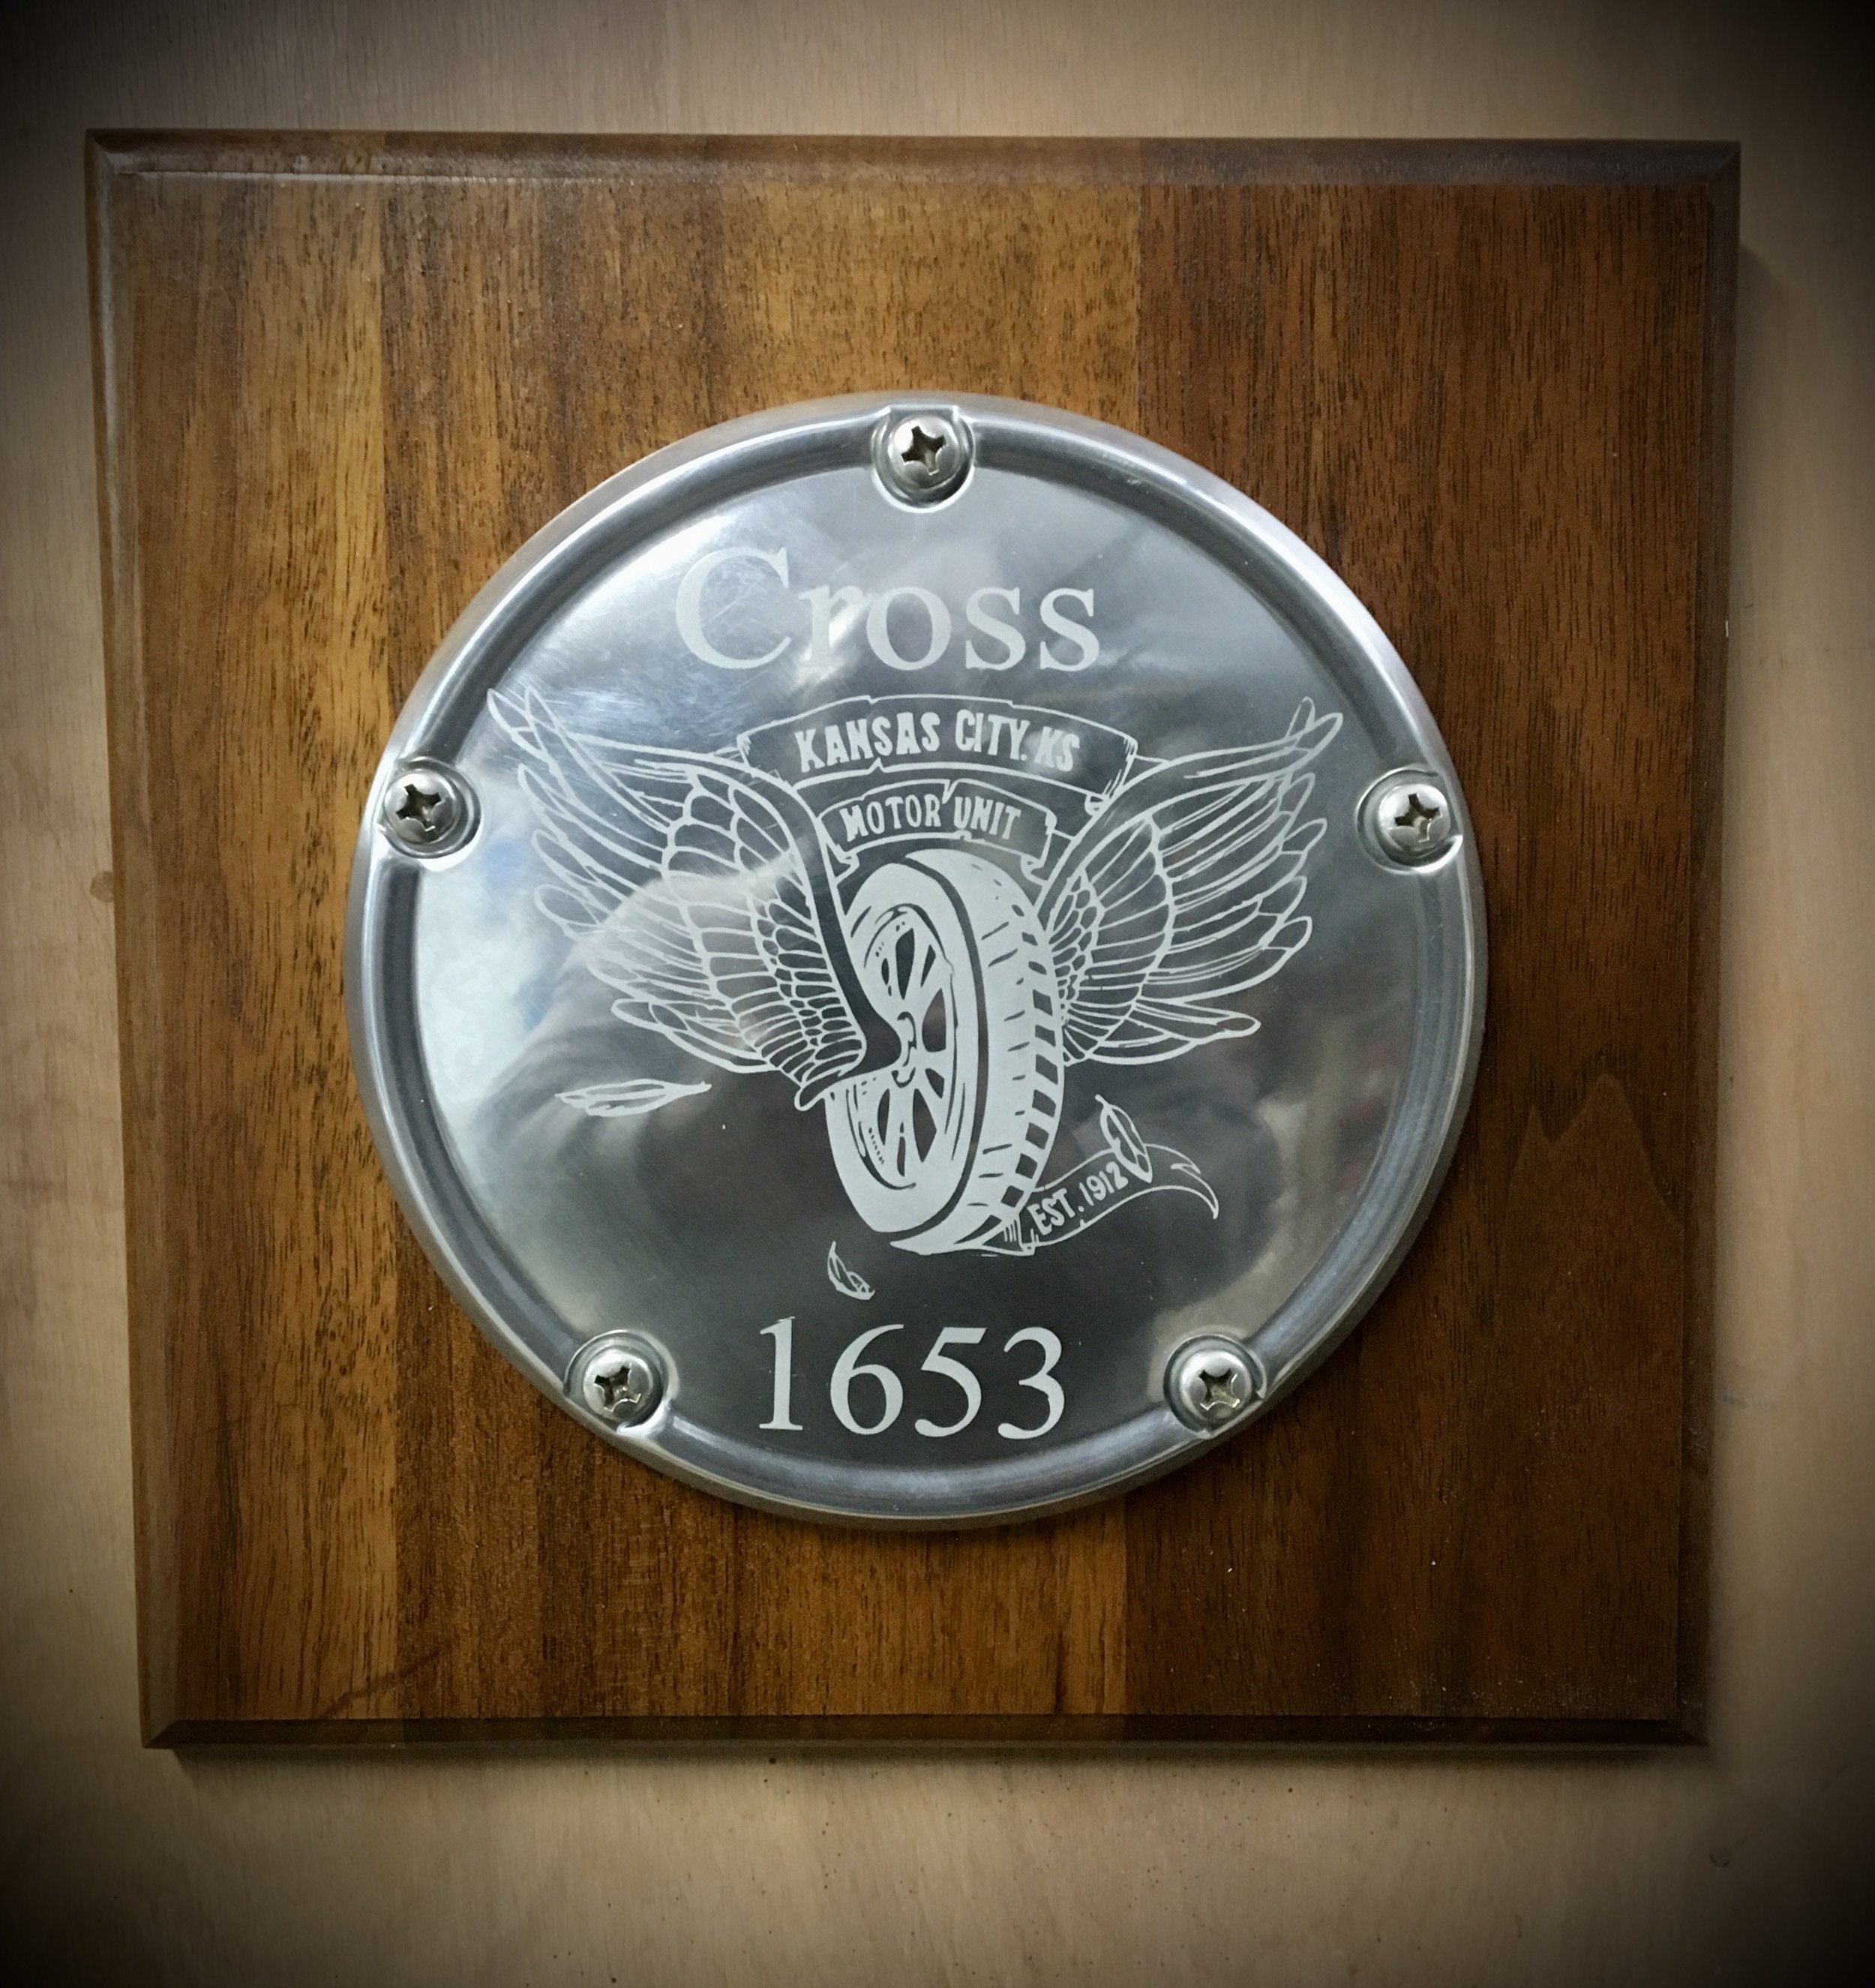 Cross
KANSAS CITY. KS
MOTOR UNIT
EST. 1912
1653